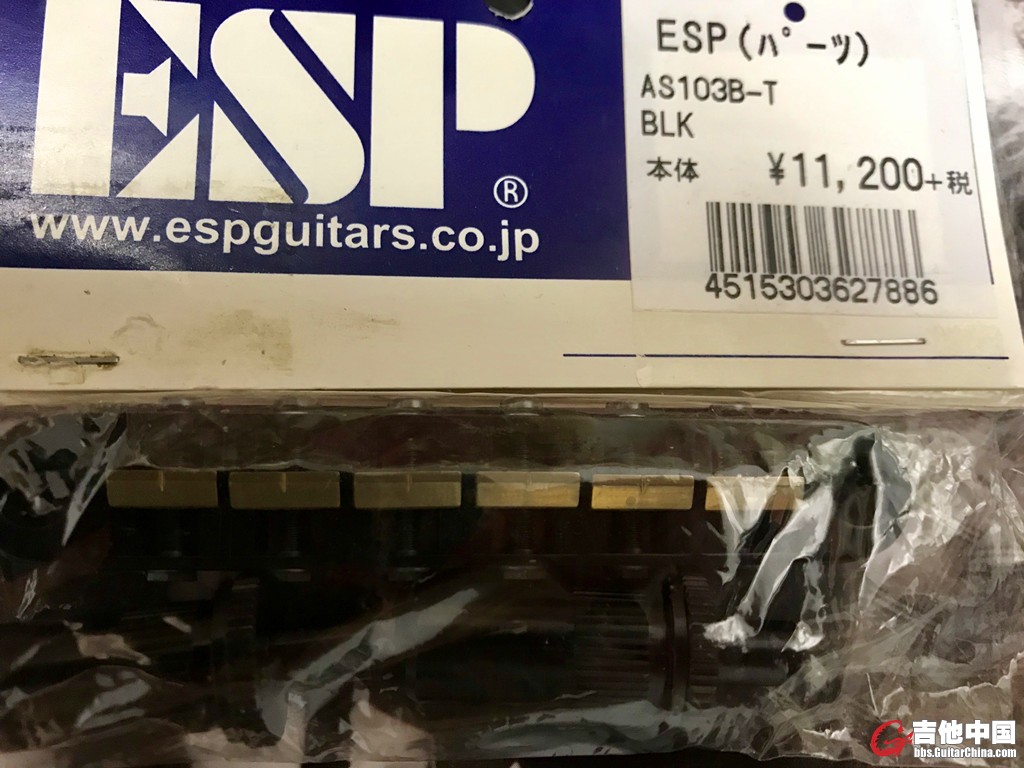 ESP®
www.espguitars.co.jp
ESP(パーツ)
AS103B-T
BLK
本体 ¥11,200+税
4515303627886
吉他中国
bbs.GuitarChina.com